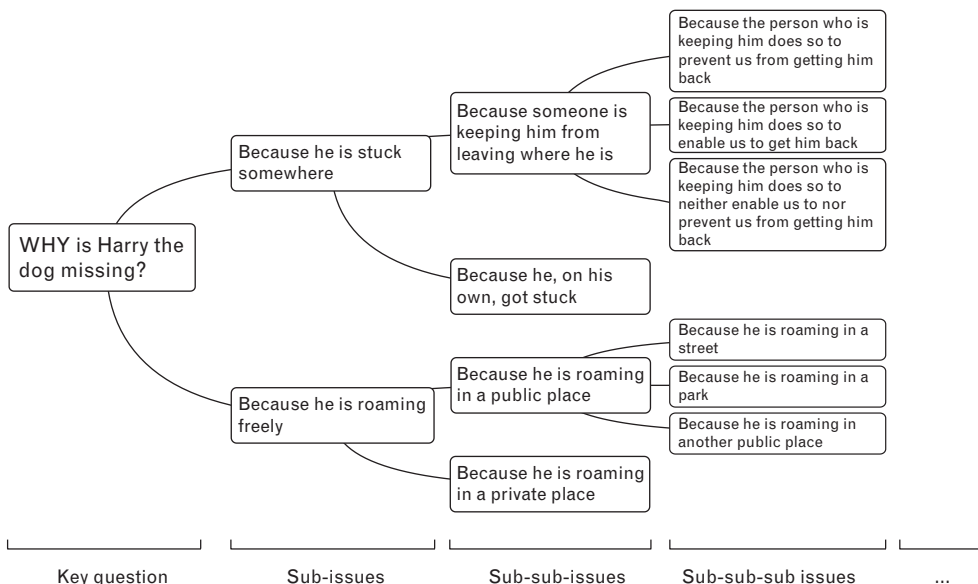 WHY is Harry the
dog missing?
Because he is stuck
somewhere
Because someone is
keeping him from
leaving where he is
Because the person who is
keeping him does so to
prevent us from getting him
back
Because the person who is
keeping him does so to
enable us to get him back
Because the person who is
keeping him does so to
neither enable us to nor
prevent us from getting him
back
Because he, on his
own, got stuck
Because he is roaming
freely
Because he is roaming
in a public place
Because he is roaming in a
street
Because he is roaming in a
park
Because he is roaming in
another public place
Because he is roaming
in a private place
Key question
Sub-issues
Sub-sub-issues
Sub-sub-sub issues
...